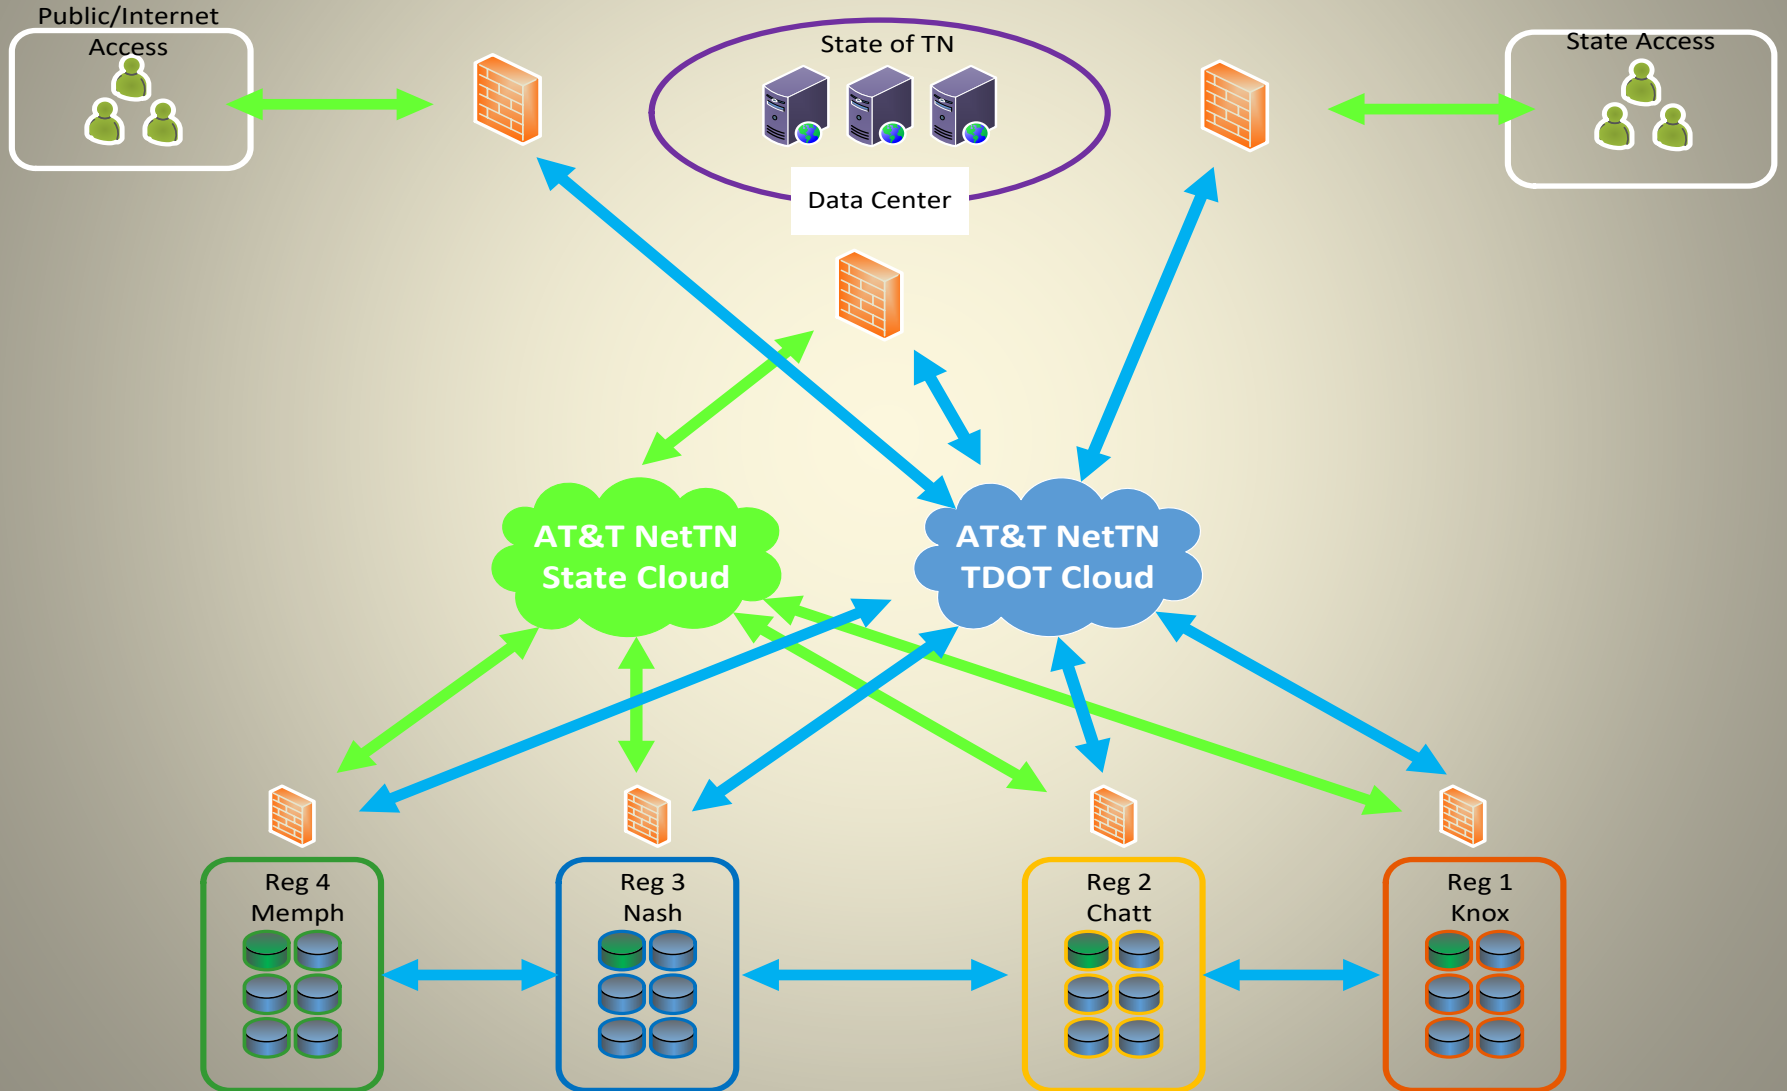 Public/Internet
Access
State of TN
State Access
Data Center
AT&T NetTN
State Cloud
AT&T NetTN
TDOT Cloud
Reg 4
Memph
Reg 3
Nash
Reg 2
Chatt
Reg 1
Knox